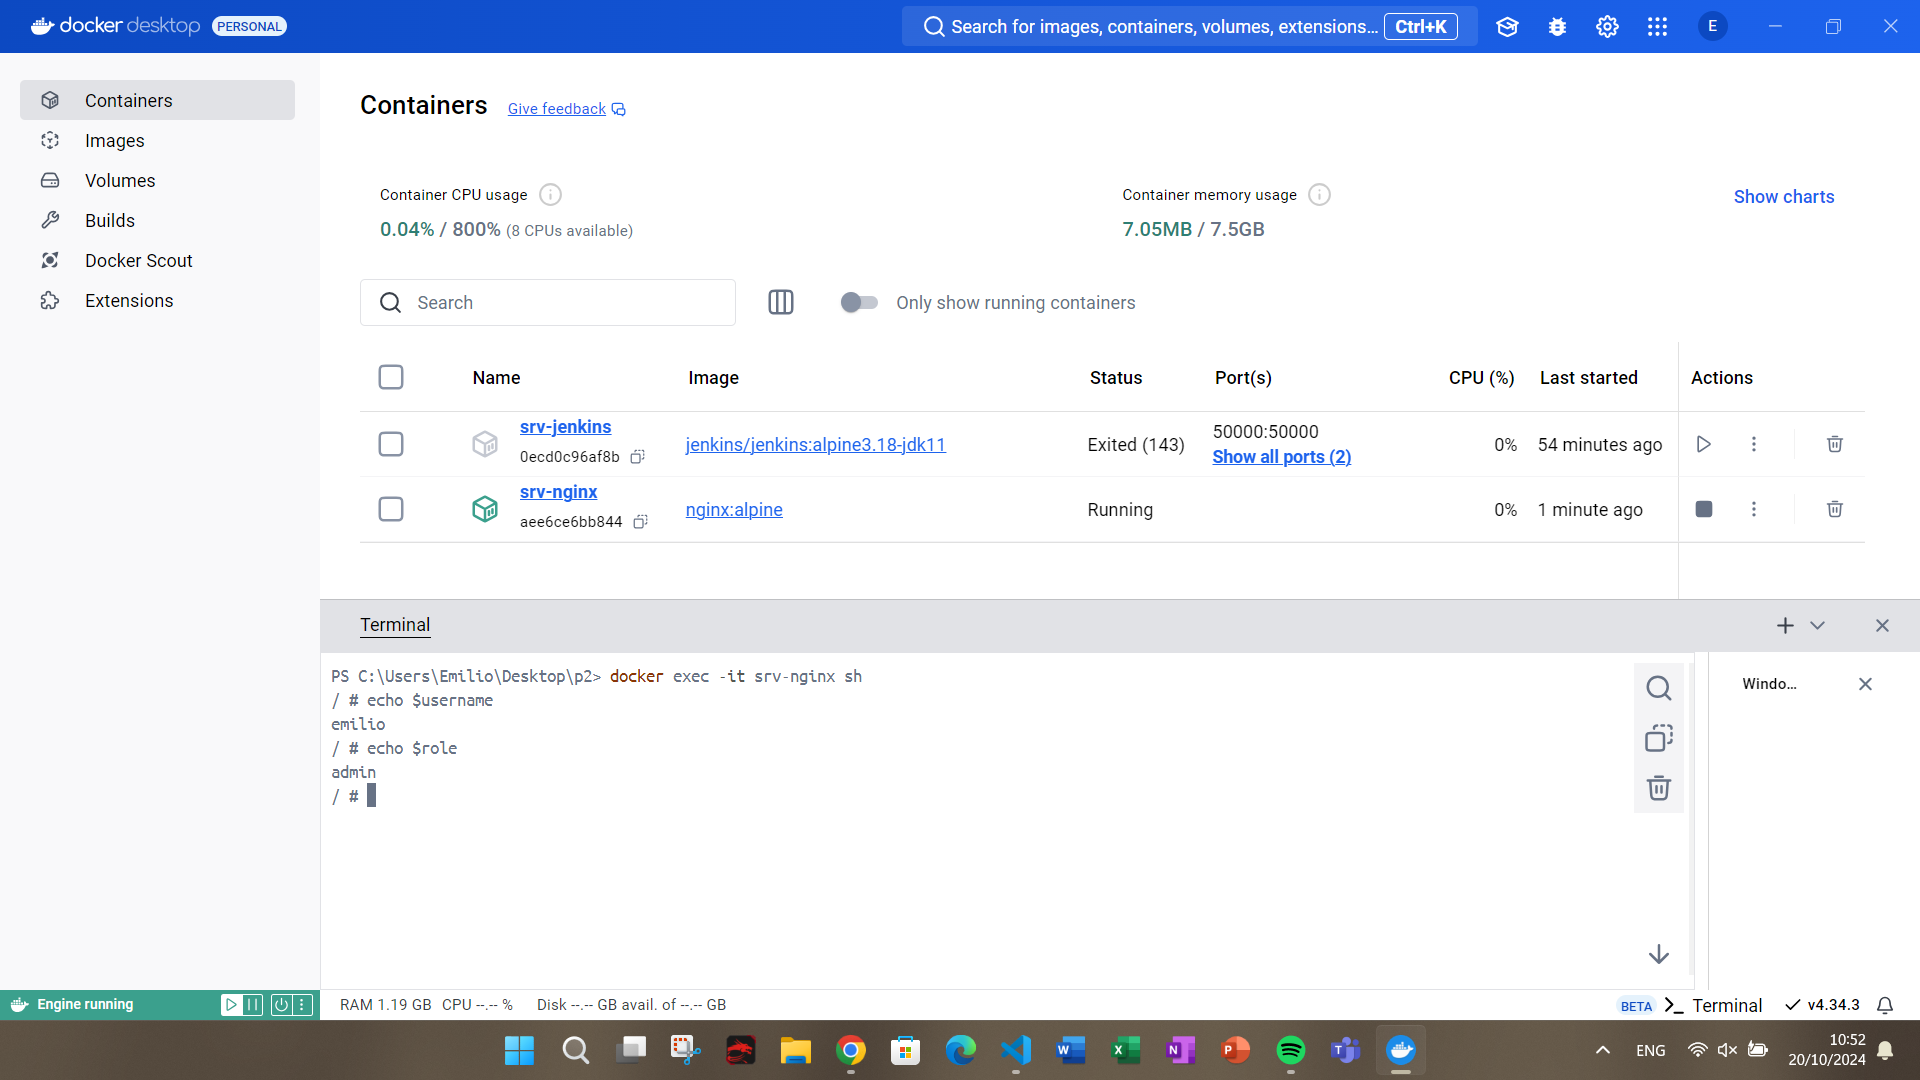 docker desktop PERSONAL
Search for images, containers, volumes, extensions... Ctrl+K
E
Containers
Images
Volumes
Builds
Docker Scout
Extensions
Containers Give feedback
Container CPU usage
0.04% / 800% (8 CPUs available)
Container memory usage
7.05MB / 7.5GB
Show charts
Search
Only show running containers
Name Image Status Port(s) CPU (%) Last started Actions
srv-jenkins
0ecd0c96af8b
jenkins/jenkins:alpine3.18-jdk11
Exited (143)
50000:50000
Show all ports (2)
0%
54 minutes ago
srv-nginx
aee6ce6bb844
nginx:alpine
Running
0%
1 minute ago
Terminal
PS C:\Users\Emilio\Desktop\p2> docker exec -it srv-nginx sh
/ # echo $username
emilio
/ # echo $role
admin
/ #
Windo...
Engine running
RAM 1.19 GB CPU --.-- % Disk --.-- GB avail. of --.-- GB
BETA Terminal v4.34.3
ENG
10:52
20/10/2024